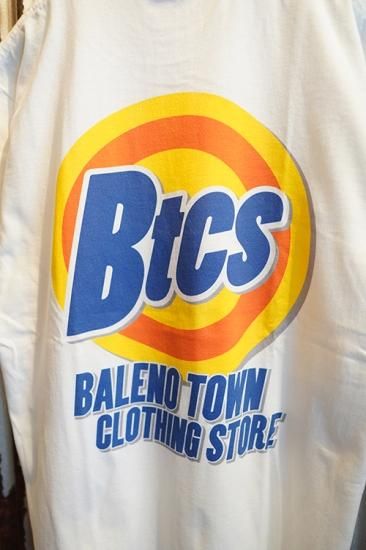 Btcs
BALENO TOWN
CLOTHING STORE